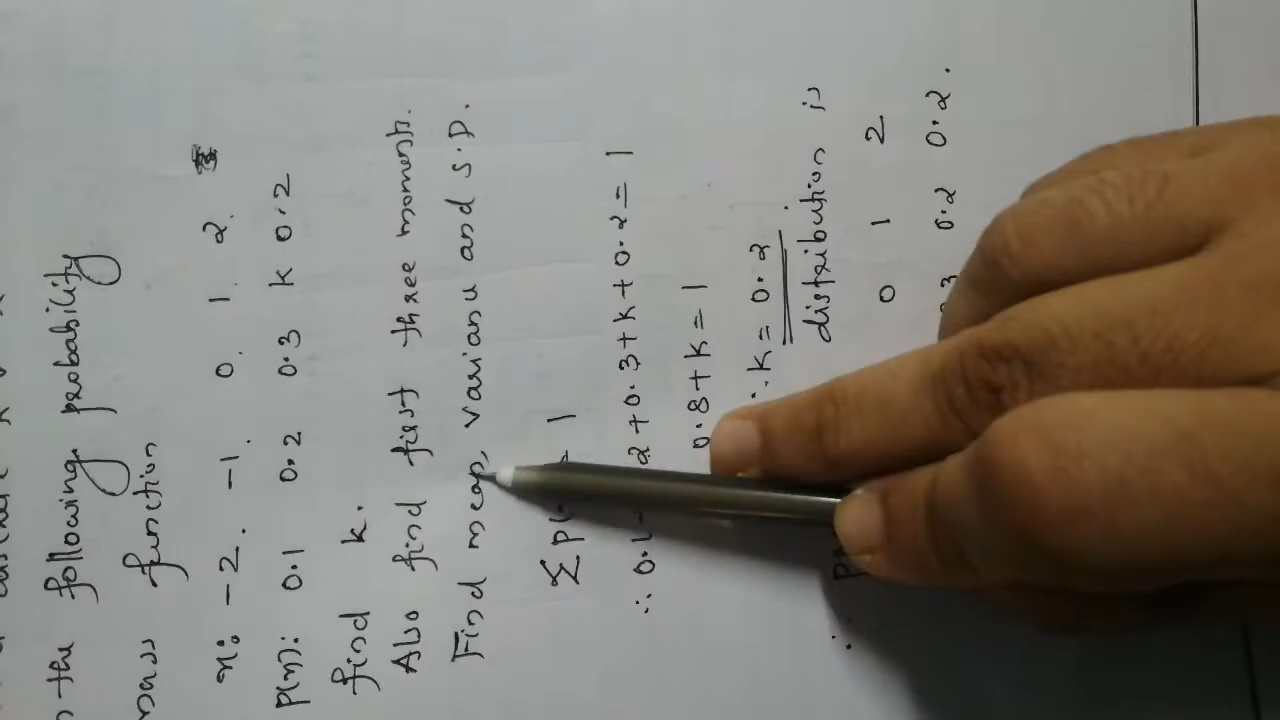 the following probability
mass function
x: -2. -1. 0. 1. 2.
p(x): 0.1 0.2 0.3 k 0.2
find k.
Also find first three moments.
Find mean, variance and S.D.
∑p( = 1
∴ 0.1 2+0.3+k+0.2=1
0.8+k=1
∴ k=0.2
∴ distribution is
0 1 2
3 0.2 0.2.